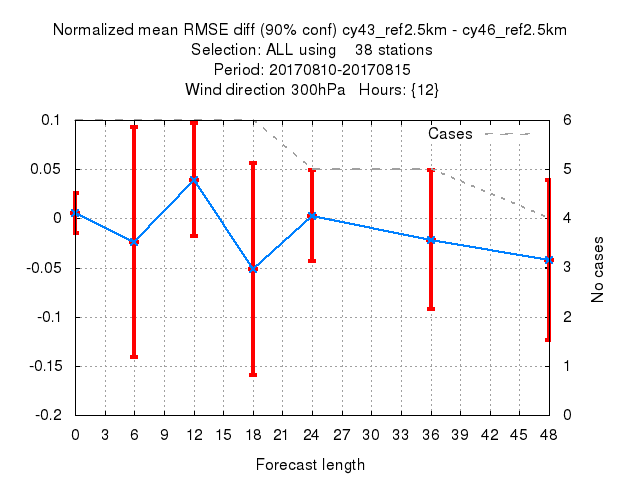 Normalized mean RMSE diff (90% conf) cy43_ref2.5km - cy46_ref2.5km
Selection: ALL using    38 stations
Period: 20170810-20170815
Wind direction 300hPa   Hours: {12}
0.1
0.05
0
-0.05
-0.1
-0.15
-0.2
Cases
6
5
4
3
2
1
0
No cases
0 3 6 9 12 15 18 21 24 27 30 33 36 39 42 45 48
Forecast length